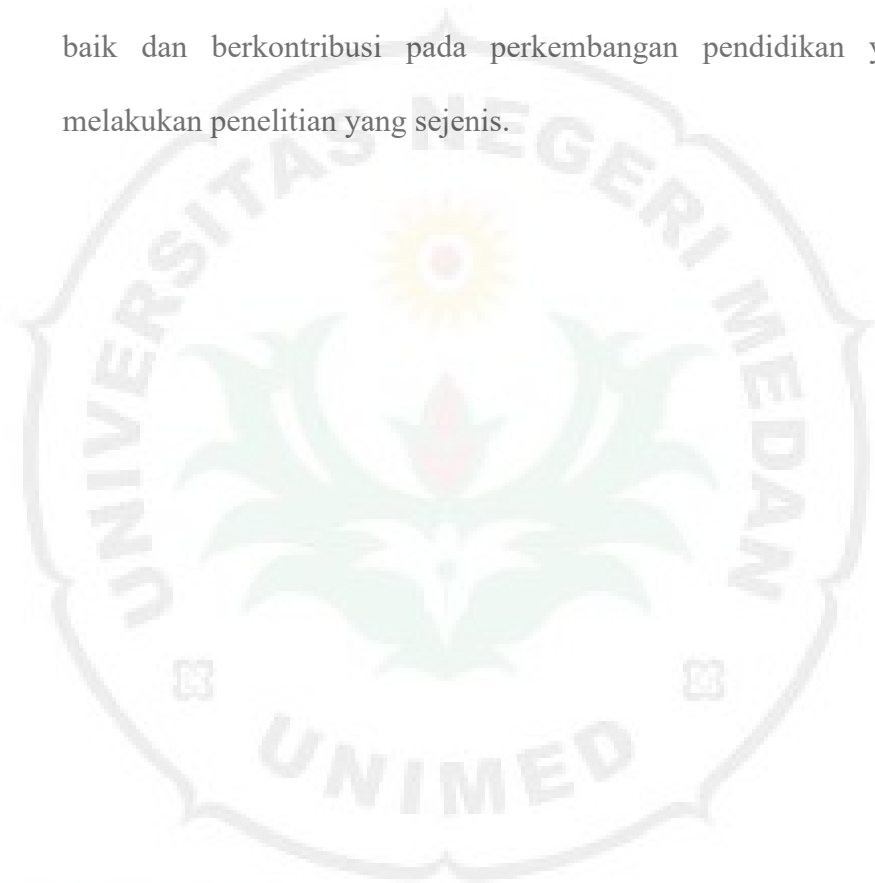 baik dan berkontribusi pada perkembangan pendidikan
melakukan penelitian yang sejenis.
UNIVERSITAS NEGERI MEDAN
UNIMED